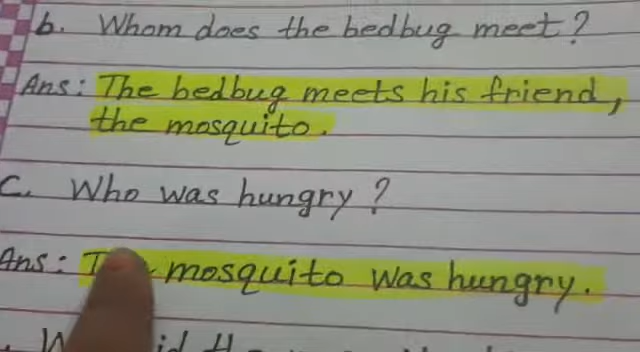 b. Whom does the bedbug meet?
Ans: The bedbug meets his friend,
the mosquito.
C. Who was hungry?
Ans: mosquito was hungry.